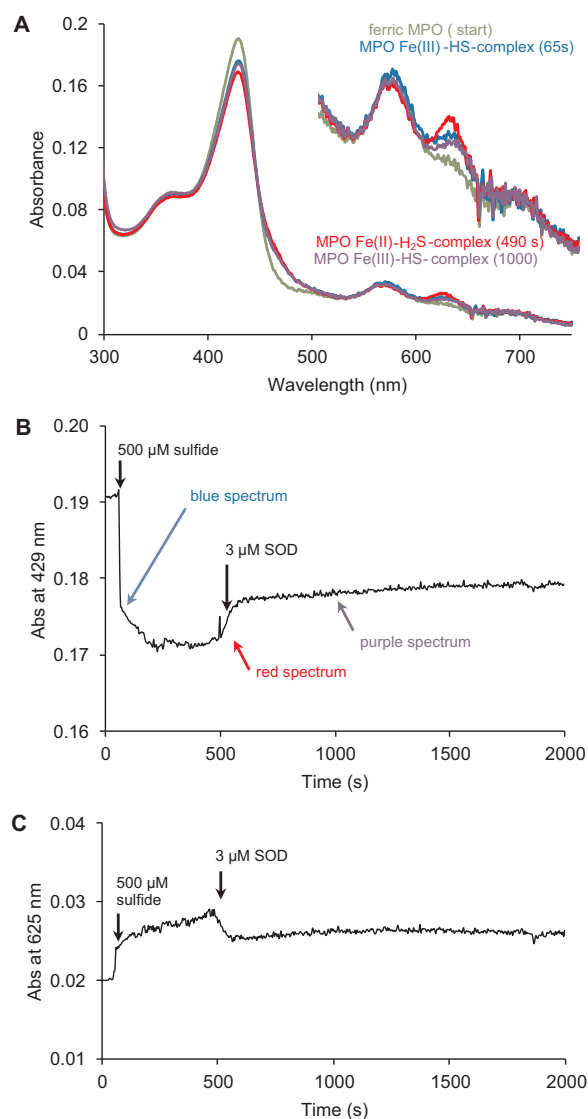 A
ferric MPO ( start)
MPO Fe(III) -HS-complex (65s)
0.2
0.16
0.12
0.08
0.04
0
Absorbance
MPO Fe(II)-H₂S-complex (490 s)
MPO Fe(III)-HS- complex (1000)
300 400 500 600 700
Wavelength (nm)
B
0.20
0.19
0.18
0.17
0.16
Abs at 429 nm
500 µM sulfide
blue spectrum
3 µM SOD
purple spectrum
red spectrum
0 500 1000 1500 2000
Time (s)
C
0.04
0.03
0.02
0.01
Abs at 625 nm
3 µM SOD
500 µM
sulfide
0 500 1000 1500 2000
Time (s)